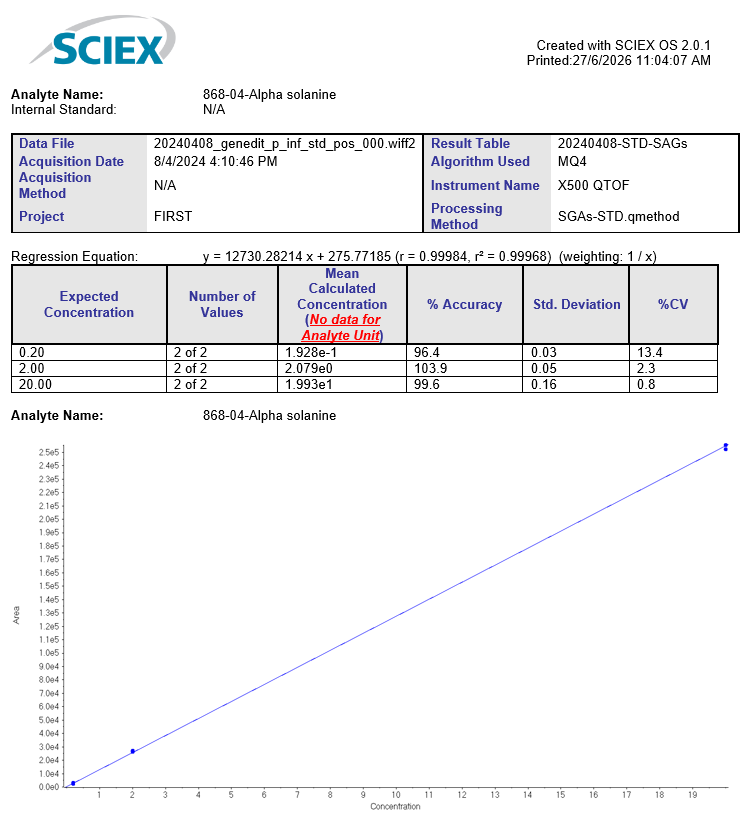 SCIEX
Created with SCIEX OS 2.0.1
Printed:27/6/2026 11:04:07 AM
Analyte Name: 868-04-Alpha solanine
Internal Standard: N/A
Data File 20240408_genedit_p_inf_std_pos_000.wiff2 Result Table 20240408-STD-SAGs
Acquisition Date 8/4/2024 4:10:46 PM Algorithm Used MQ4
Acquisition
Method N/A Instrument Name X500 QTOF
Project FIRST Processing
Method SGAs-STD.qmethod
Regression Equation: y = 12730.28214 x + 275.77185 (r = 0.99984, r² = 0.99968) (weighting: 1 / x)
Expected
Concentration
Number of
Values
Mean
Calculated
Concentration
(No data for
Analyte Unit)
% Accuracy
Std. Deviation
%CV
0.20 2 of 2 1.928e-1 96.4 0.03 13.4
2.00 2 of 2 2.079e0 103.9 0.05 2.3
20.00 2 of 2 1.993e1 99.6 0.16 0.8
Analyte Name: 868-04-Alpha solanine
2.5e5
2.4e5
2.3e5
2.2e5
2.1e5
2.0e5
1.9e5
1.8e5
1.7e5
1.6e5
1.5e5
1.4e5
1.3e5
1.2e5
1.1e5
1.0e5
9.0e4
8.0e4
7.0e4
6.0e4
5.0e4
4.0e4
3.0e4
2.0e4
1.0e4
0.0e0
Area
1 2 3 4 5 6 7 8 9 10 11 12 13 14 15 16 17 18 19
Concentration